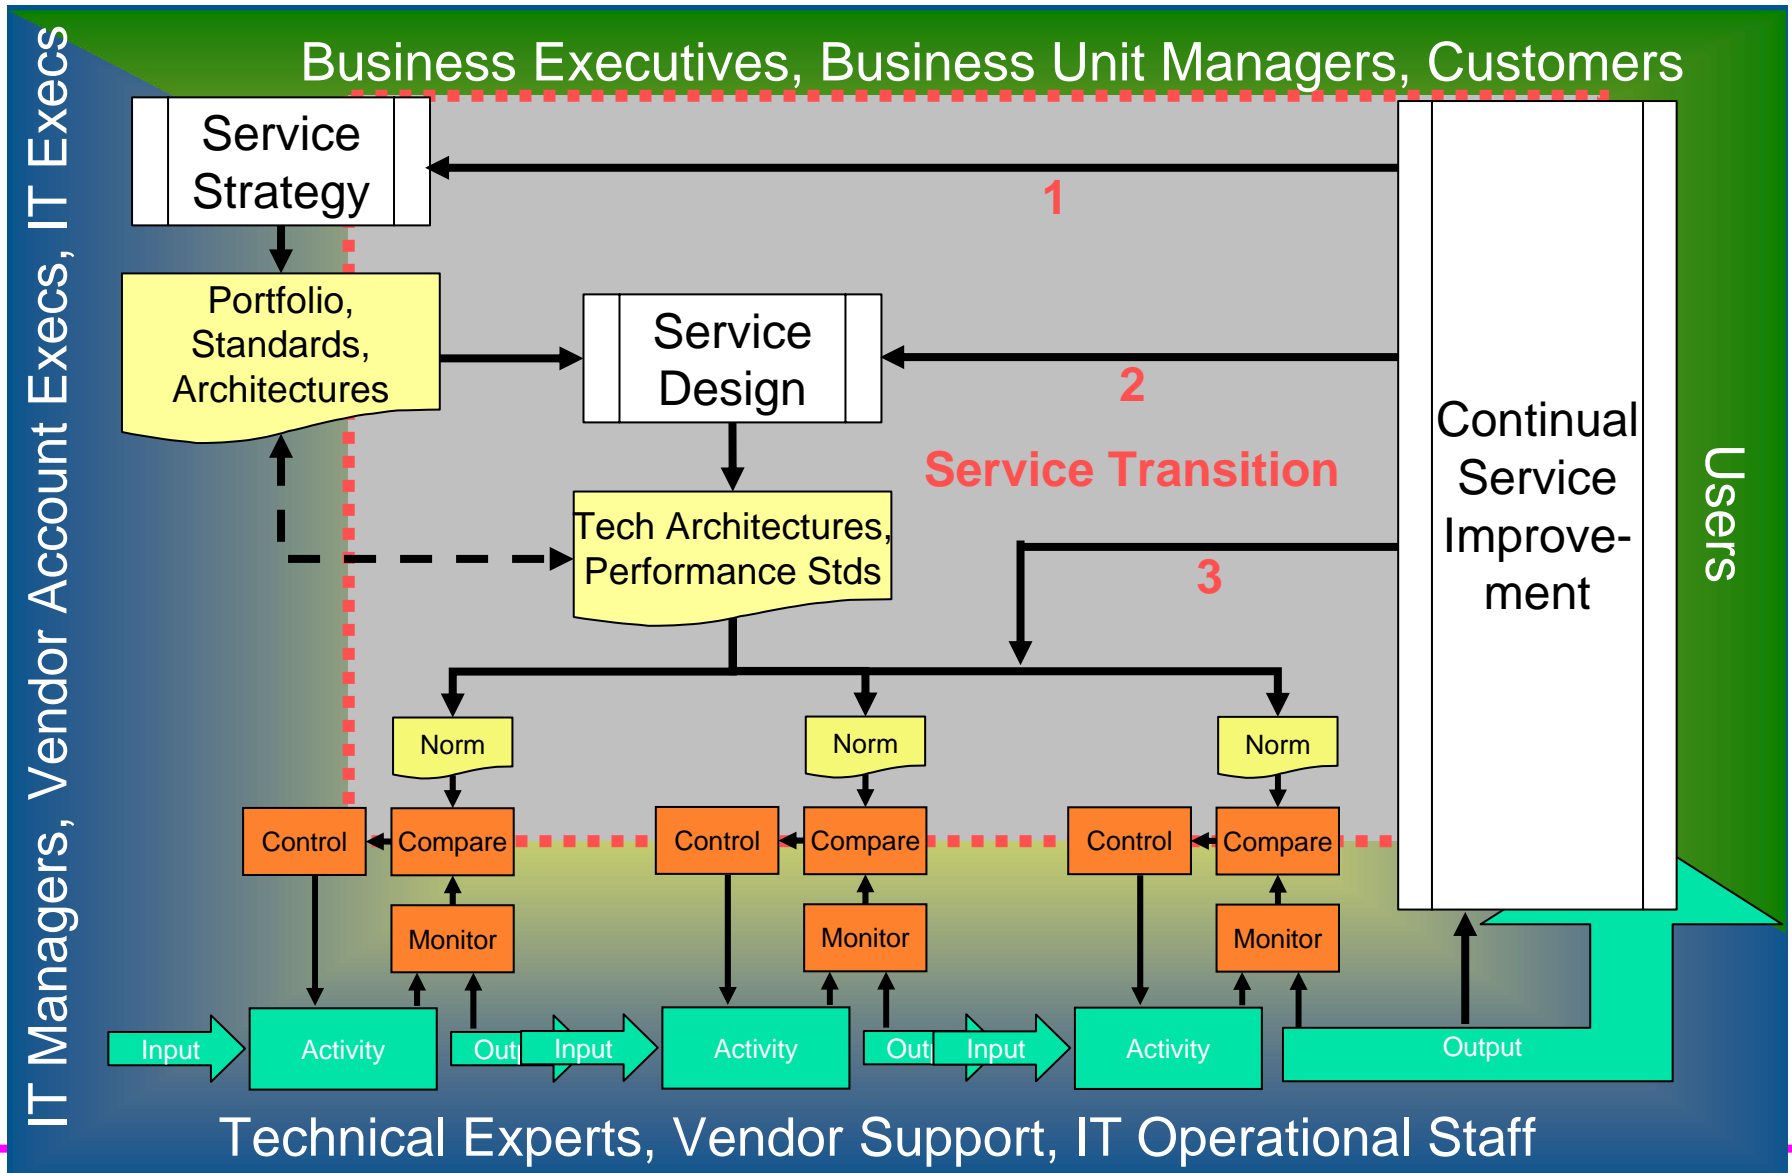 Business Executives, Business Unit Managers, Customers
IT Managers, Vendor Account Execs, IT Execs
Users
Service
Strategy
1
Portfolio,
Standards,
Architectures
Service
Design
2
Service Transition
Continual
Service
Improve-
ment
Tech Architectures,
Performance Stds
3
Norm
Norm
Norm
Control
Compare
Control
Compare
Control
Compare
Monitor
Monitor
Monitor
Input
Activity
Outp
Input
Activity
Outp
Input
Activity
Output
Technical Experts, Vendor Support, IT Operational Staff